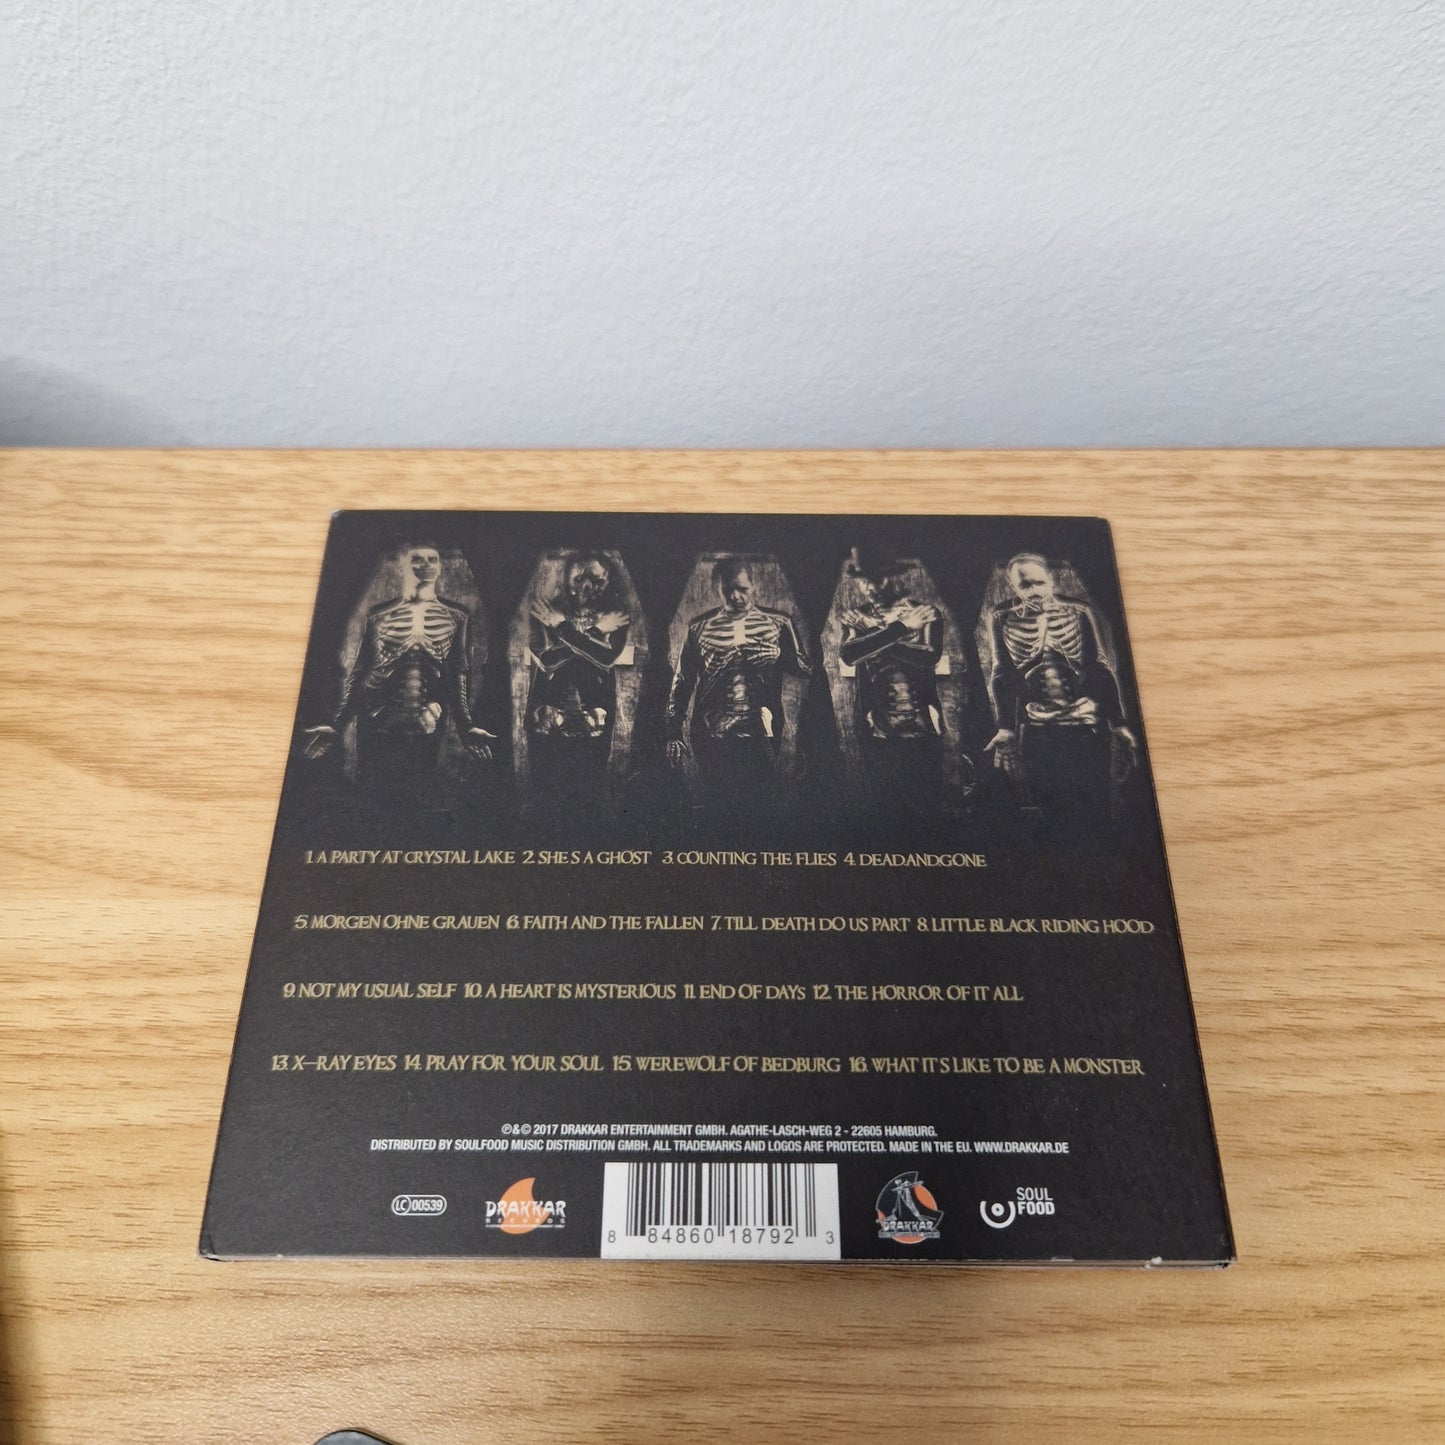 1. A PARTY AT CRYSTAL LAKE 2. SHE'S A GHOST 3. COUNTING THE FLIES 4. DEADANDGONE
5. MORGEN OHNE GRAUEN 6. FAITH AND THE FALLEN 7. TILL DEATH DO US PART 8. LITTLE BLACK RIDING HOOD
9. NOT MY USUAL SELF 10. A HEART IS MYSTERIOUS 11. END OF DAYS 12. THE HORROR OF IT ALL
13. X-RAY EYES 14. PRAY FOR YOUR SOUL 15. WEREWOLF OF BEDBURG 16. WHAT IT'S LIKE TO BE A MONSTER
℗&© 2017 DRAKKAR ENTERTAINMENT GMBH. AGATHE-LASCH-WEG 2 - 22605 HAMBURG.
DISTRIBUTED BY SOULFOOD MUSIC DISTRIBUTION GMBH. ALL TRADEMARKS AND LOGOS ARE PROTECTED. MADE IN THE EU. WWW.DRAKKAR.DE
LC 00539
DRAKKAR
RECORDS
8 84860 18792 3
DRAKKAR
SOUL
FOOD